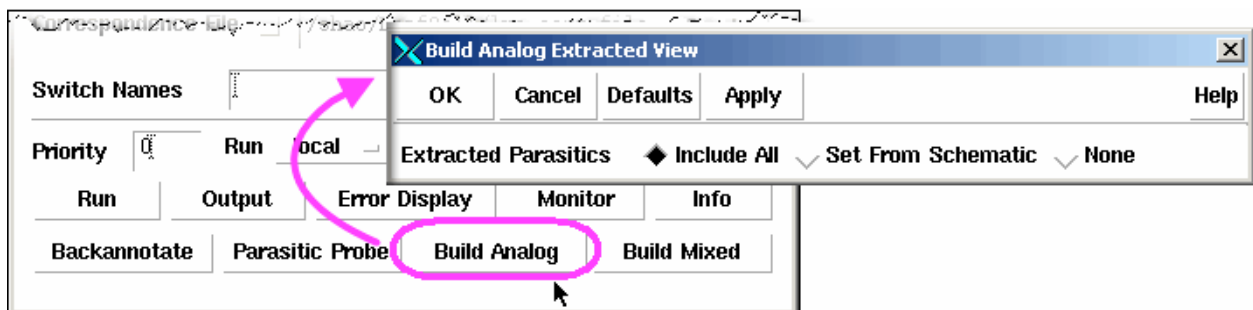 Correspondence File
Build Analog Extracted View
Switch Names
OK Cancel Defaults Apply Help
Priority 0 Run local
Extracted Parasitics Include All Set From Schematic None
Run Output Error Display Monitor Info
Backannotate Parasitic Probe Build Analog Build Mixed